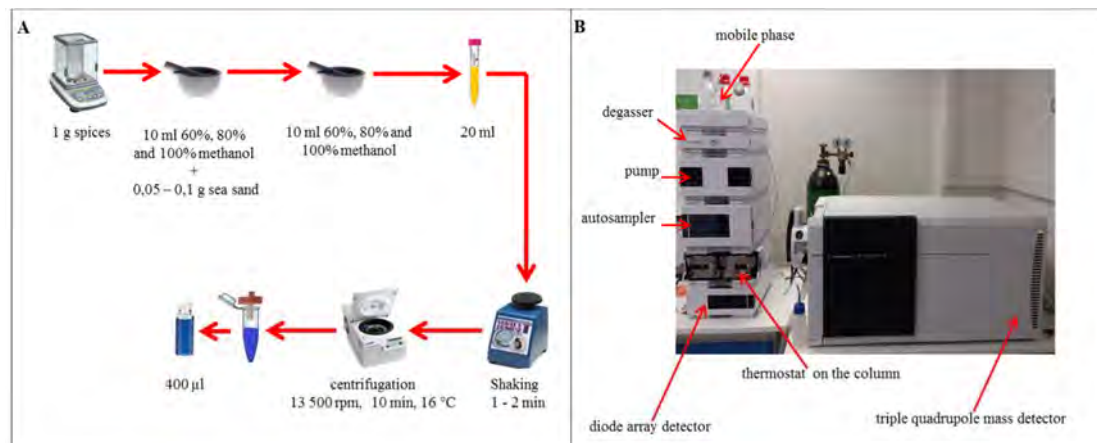 A
1 g spices
10 ml 60%, 80%
and 100% methanol
+
0,05 – 0,1 g sea sand
10 ml 60%, 80% and
100% methanol
20 ml
400 µl
centrifugation
13 500 rpm, 10 min, 16 °C
Shaking
1 - 2 min
B
mobile phase
degasser
pump
autosampler
thermostat on the column
diode array detector
triple quadrupole mass detector